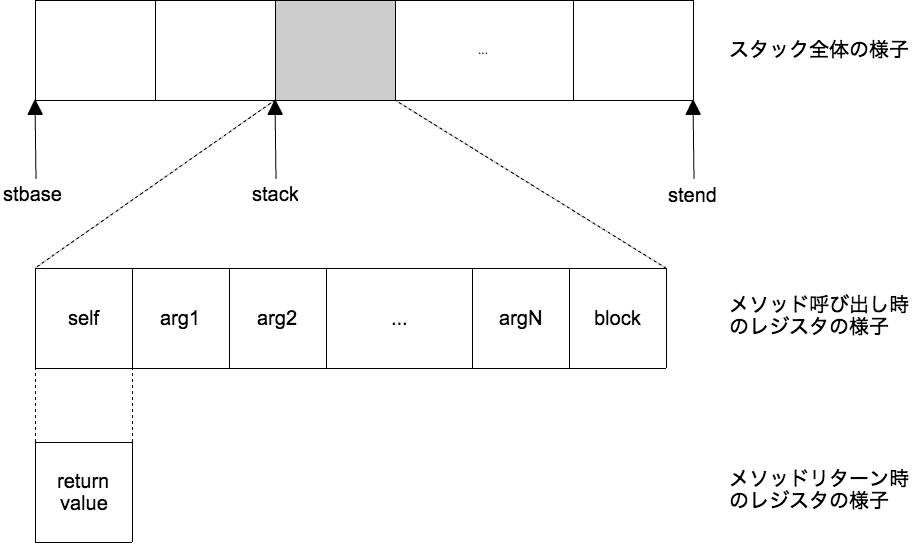 ...
スタック全体の様子
stbase
stack
stend
self
arg1
arg2
...
argN
block
メソッド呼び出し時
のレジスタの様子
return
value
メソッドリターン時
のレジスタの様子